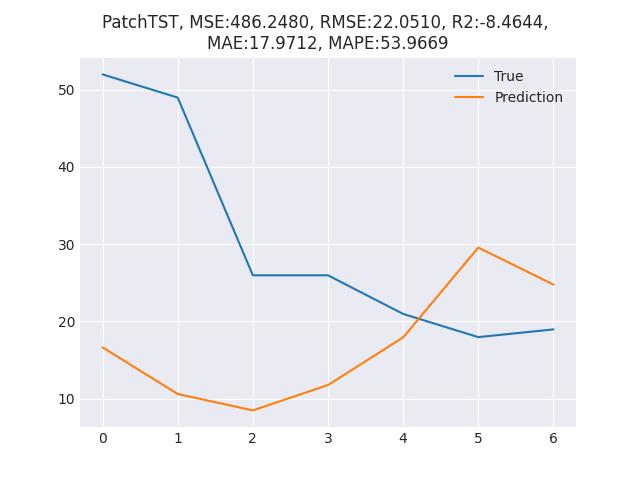 PatchTST, MSE:486.2480, RMSE:22.0510, R2:-8.4644,
MAE:17.9712, MAPE:53.9669
True
Prediction
50
40
30
20
10
0 1 2 3 4 5 6